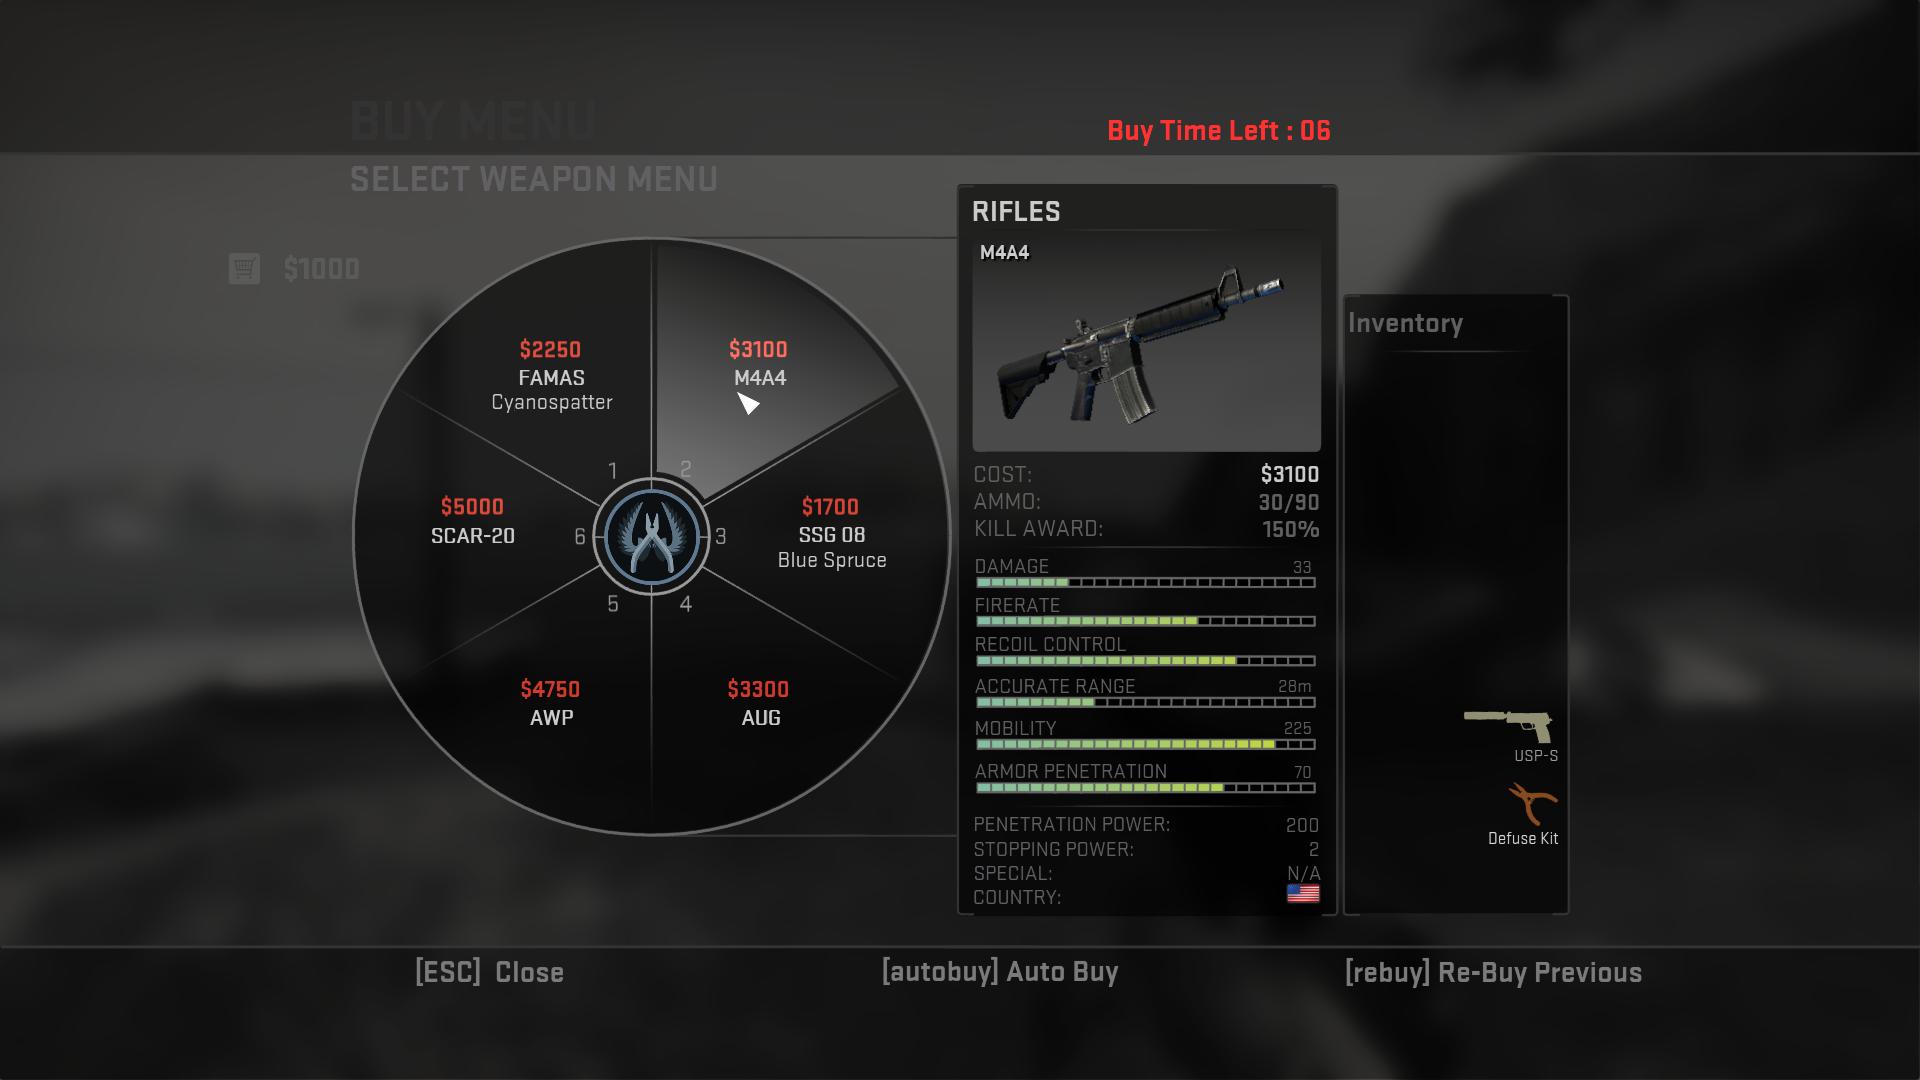 BUY MENU
Buy Time Left : 06
SELECT WEAPON MENU
$1000
$2250
FAMAS
Cyanospatter
$3100
M4A4
$5000
SCAR-20
$1700
SSG 08
Blue Spruce
$4750
AWP
$3300
AUG
1
2
3
4
5
6
RIFLES
M4A4
COST: $3100
AMMO: 30/90
KILL AWARD: 150%
DAMAGE 33
FIRERATE
RECOIL CONTROL
ACCURATE RANGE 28m
MOBILITY 225
ARMOR PENETRATION 70
PENETRATION POWER: 200
STOPPING POWER: 2
SPECIAL: N/A
COUNTRY:
Inventory
USP-S
Defuse Kit
[ESC] Close
[autobuy] Auto Buy
[rebuy] Re-Buy Previous